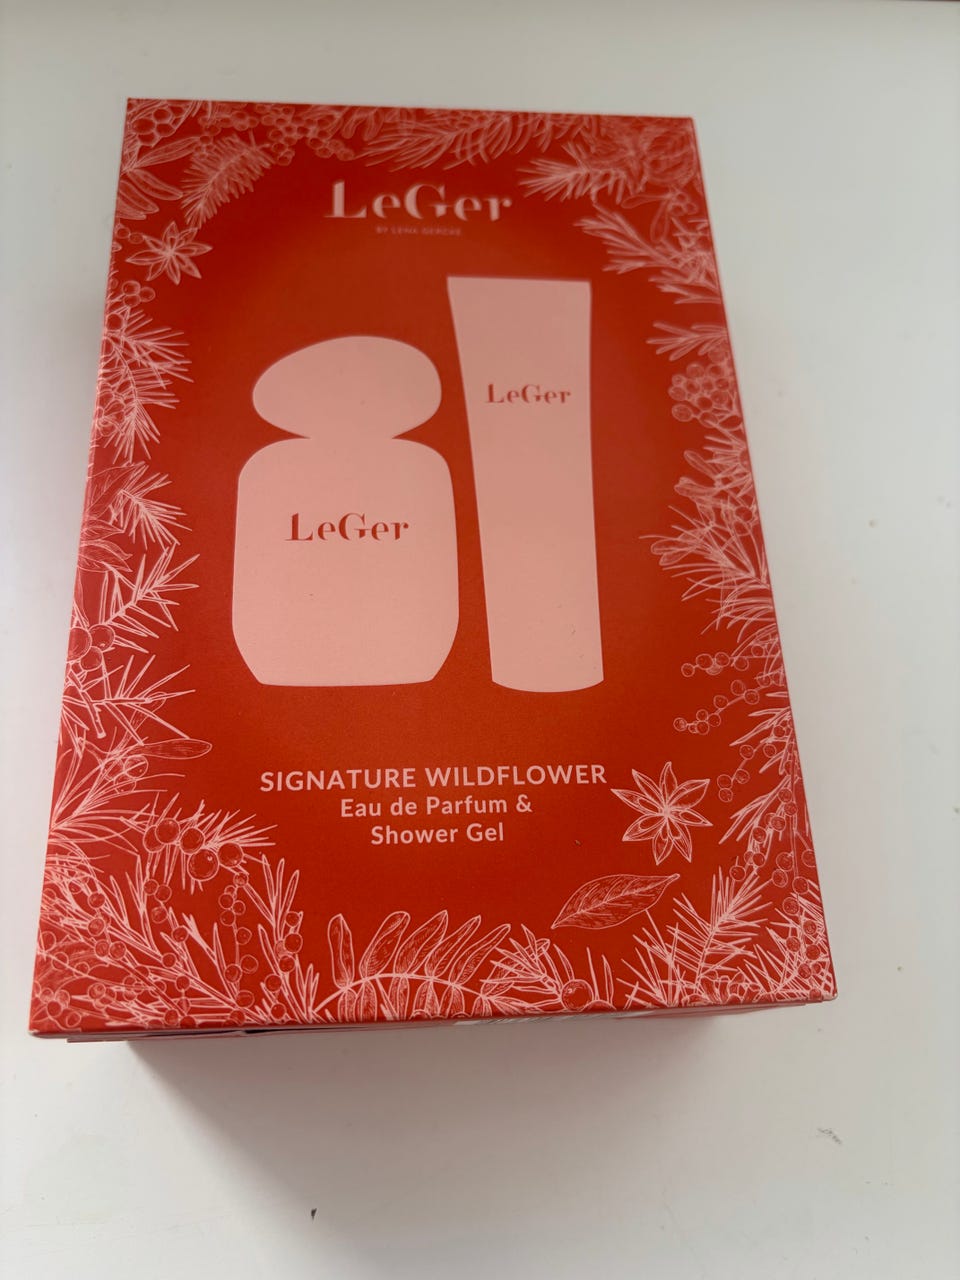 LeGer
BY LENA GERCKE
LeGer
LeGer
SIGNATURE WILDFLOWER
Eau de Parfum &
Shower Gel